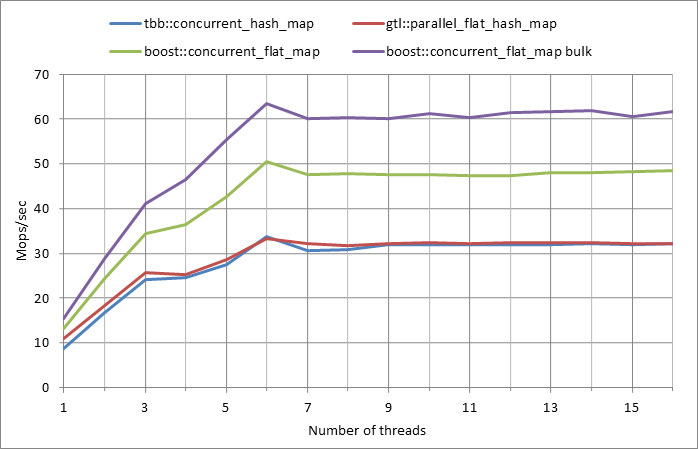 tbb::concurrent_hash_map gtl::parallel_flat_hash_map
boost::concurrent_flat_map boost::concurrent_flat_map bulk
70
60
50
40
30
20
10
0
Mops/sec
1 3 5 7 9 11 13 15
Number of threads